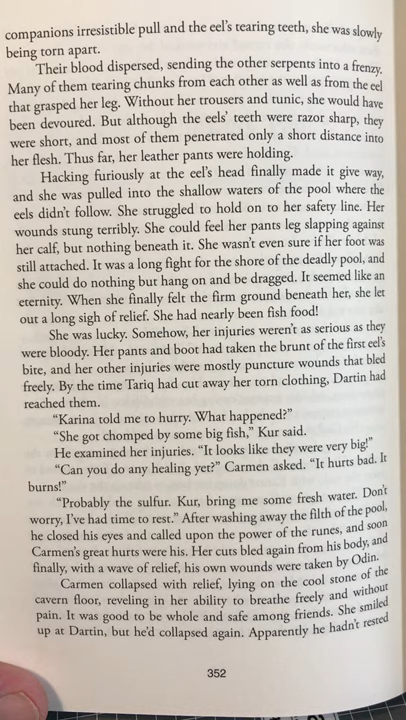 companions irresistible pull and the eel's tearing teeth, she was slowly
being torn apart.
Their blood dispersed, sending the other serpents into a frenzy.
Many of them tearing chunks from each other as well as from the eel
that grasped her leg. Without her trousers and tunic, she would have
been devoured. But although the eels' teeth were razor sharp, they
were short, and most of them penetrated only a short distance into
her flesh. Thus far, her leather pants were holding.
Hacking furiously at the eel's head finally made it give way,
and she was pulled into the shallow waters of the pool where the
eels didn't follow. She struggled to hold on to her safety line. Her
wounds stung terribly. She could feel her pants leg slapping against
her calf, but nothing beneath it. She wasn't even sure if her foot was
still attached. It was a long fight for the shore of the deadly pool, and
she could do nothing but hang on and be dragged. It seemed like an
eternity. When she finally felt the firm ground beneath her, she let
out a long sigh of relief. She had nearly been fish food!
She was lucky. Somehow, her injuries weren't as serious as they
were bloody. Her pants and boot had taken the brunt of the first eel's
bite, and her other injuries were mostly puncture wounds that bled
freely. By the time Tariq had cut away her torn clothing, Dartin had
reached them.
"Karina told me to hurry. What happened?"
"She got chomped by some big fish," Kur said.
He examined her injuries. "It looks like they were very big!"
"Can you do any healing yet?" Carmen asked. "It hurts bad. It
burns!"
"Probably the sulfur. Kur, bring me some fresh water. Don't
worry, I've had time to rest." After washing away the filth of the pool,
he closed his eyes and called upon the power of the runes, and soon
Carmen's great hurts were his. Her cuts bled again from his body, and
finally, with a wave of relief, his own wounds were taken by Odin.
Carmen collapsed with relief, lying on the cool stone of the
cavern floor, reveling in her ability to breathe freely and without
pain. It was good to be whole and safe among friends. She smiled
up at Dartin, but he'd collapsed again. Apparently he hadn't rested
352